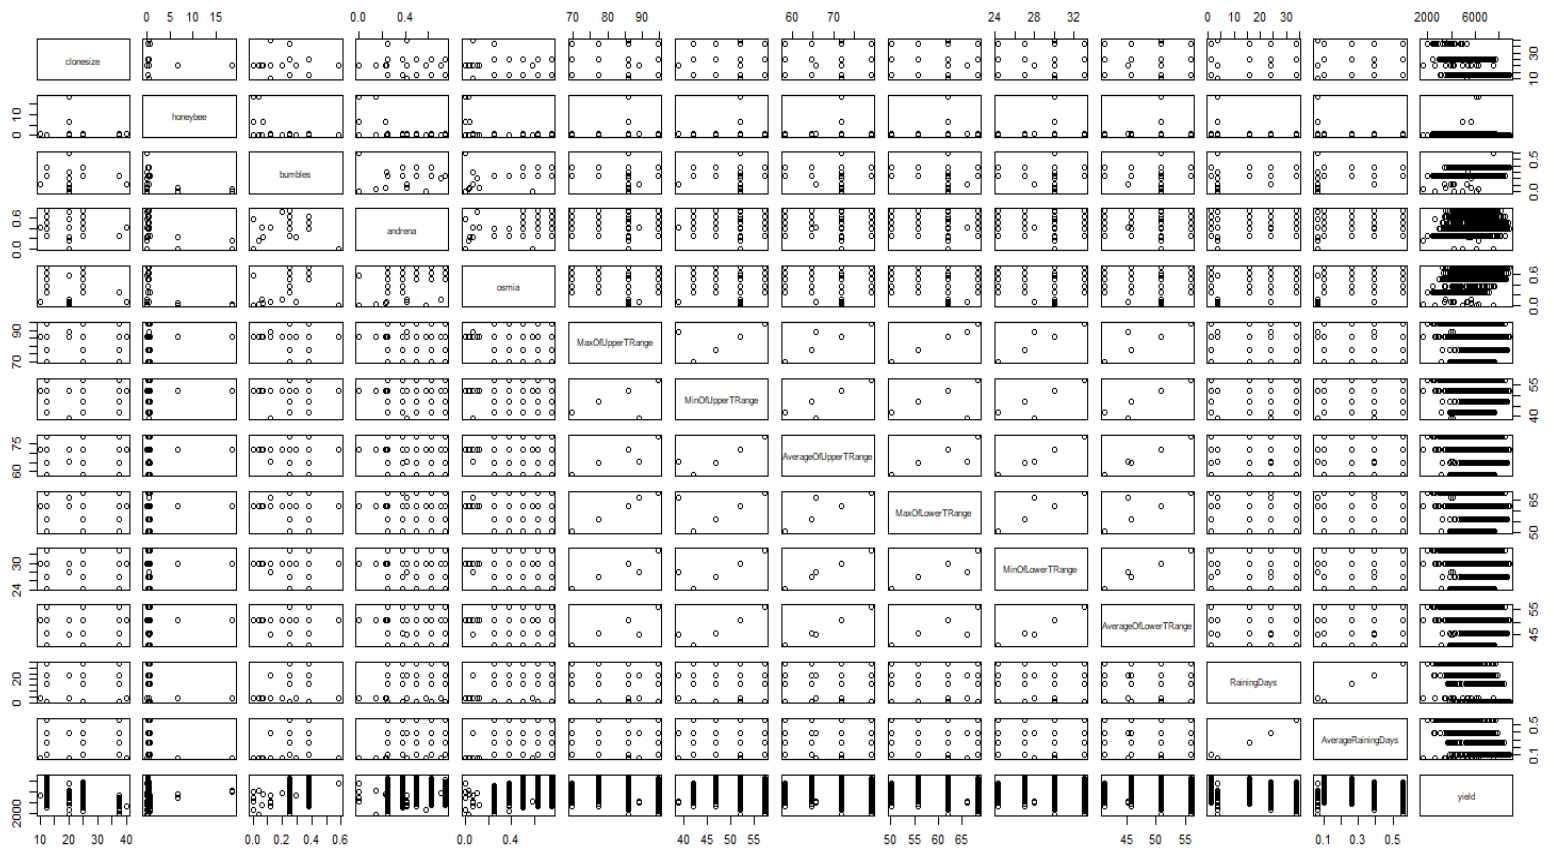 0 5 10 15 0.0 0.4 70 80 90 60 70 24 28 32 0 10 20 30 2000 6000
clonesize 10 30
0 10 honeybee
bumbles 0.0 0.5
0.0 0.6 andrena
osmia 0.0 0.6
70 90 MaxOfUpperTRange
MinOfUpperTRange 40 55
60 75 AverageOfUpperTRange
MaxOfLowerTRange 50 65
24 30 MinOfLowerTRange
AverageOfLowerTRange 45 55
0 20 RainingDays
AverageRainingDays 0.1 0.5
2000 yield
10 20 30 40 0.0 0.2 0.4 0.6 0.0 0.4 40 45 50 55 50 55 60 65 45 50 55 0.1 0.3 0.5